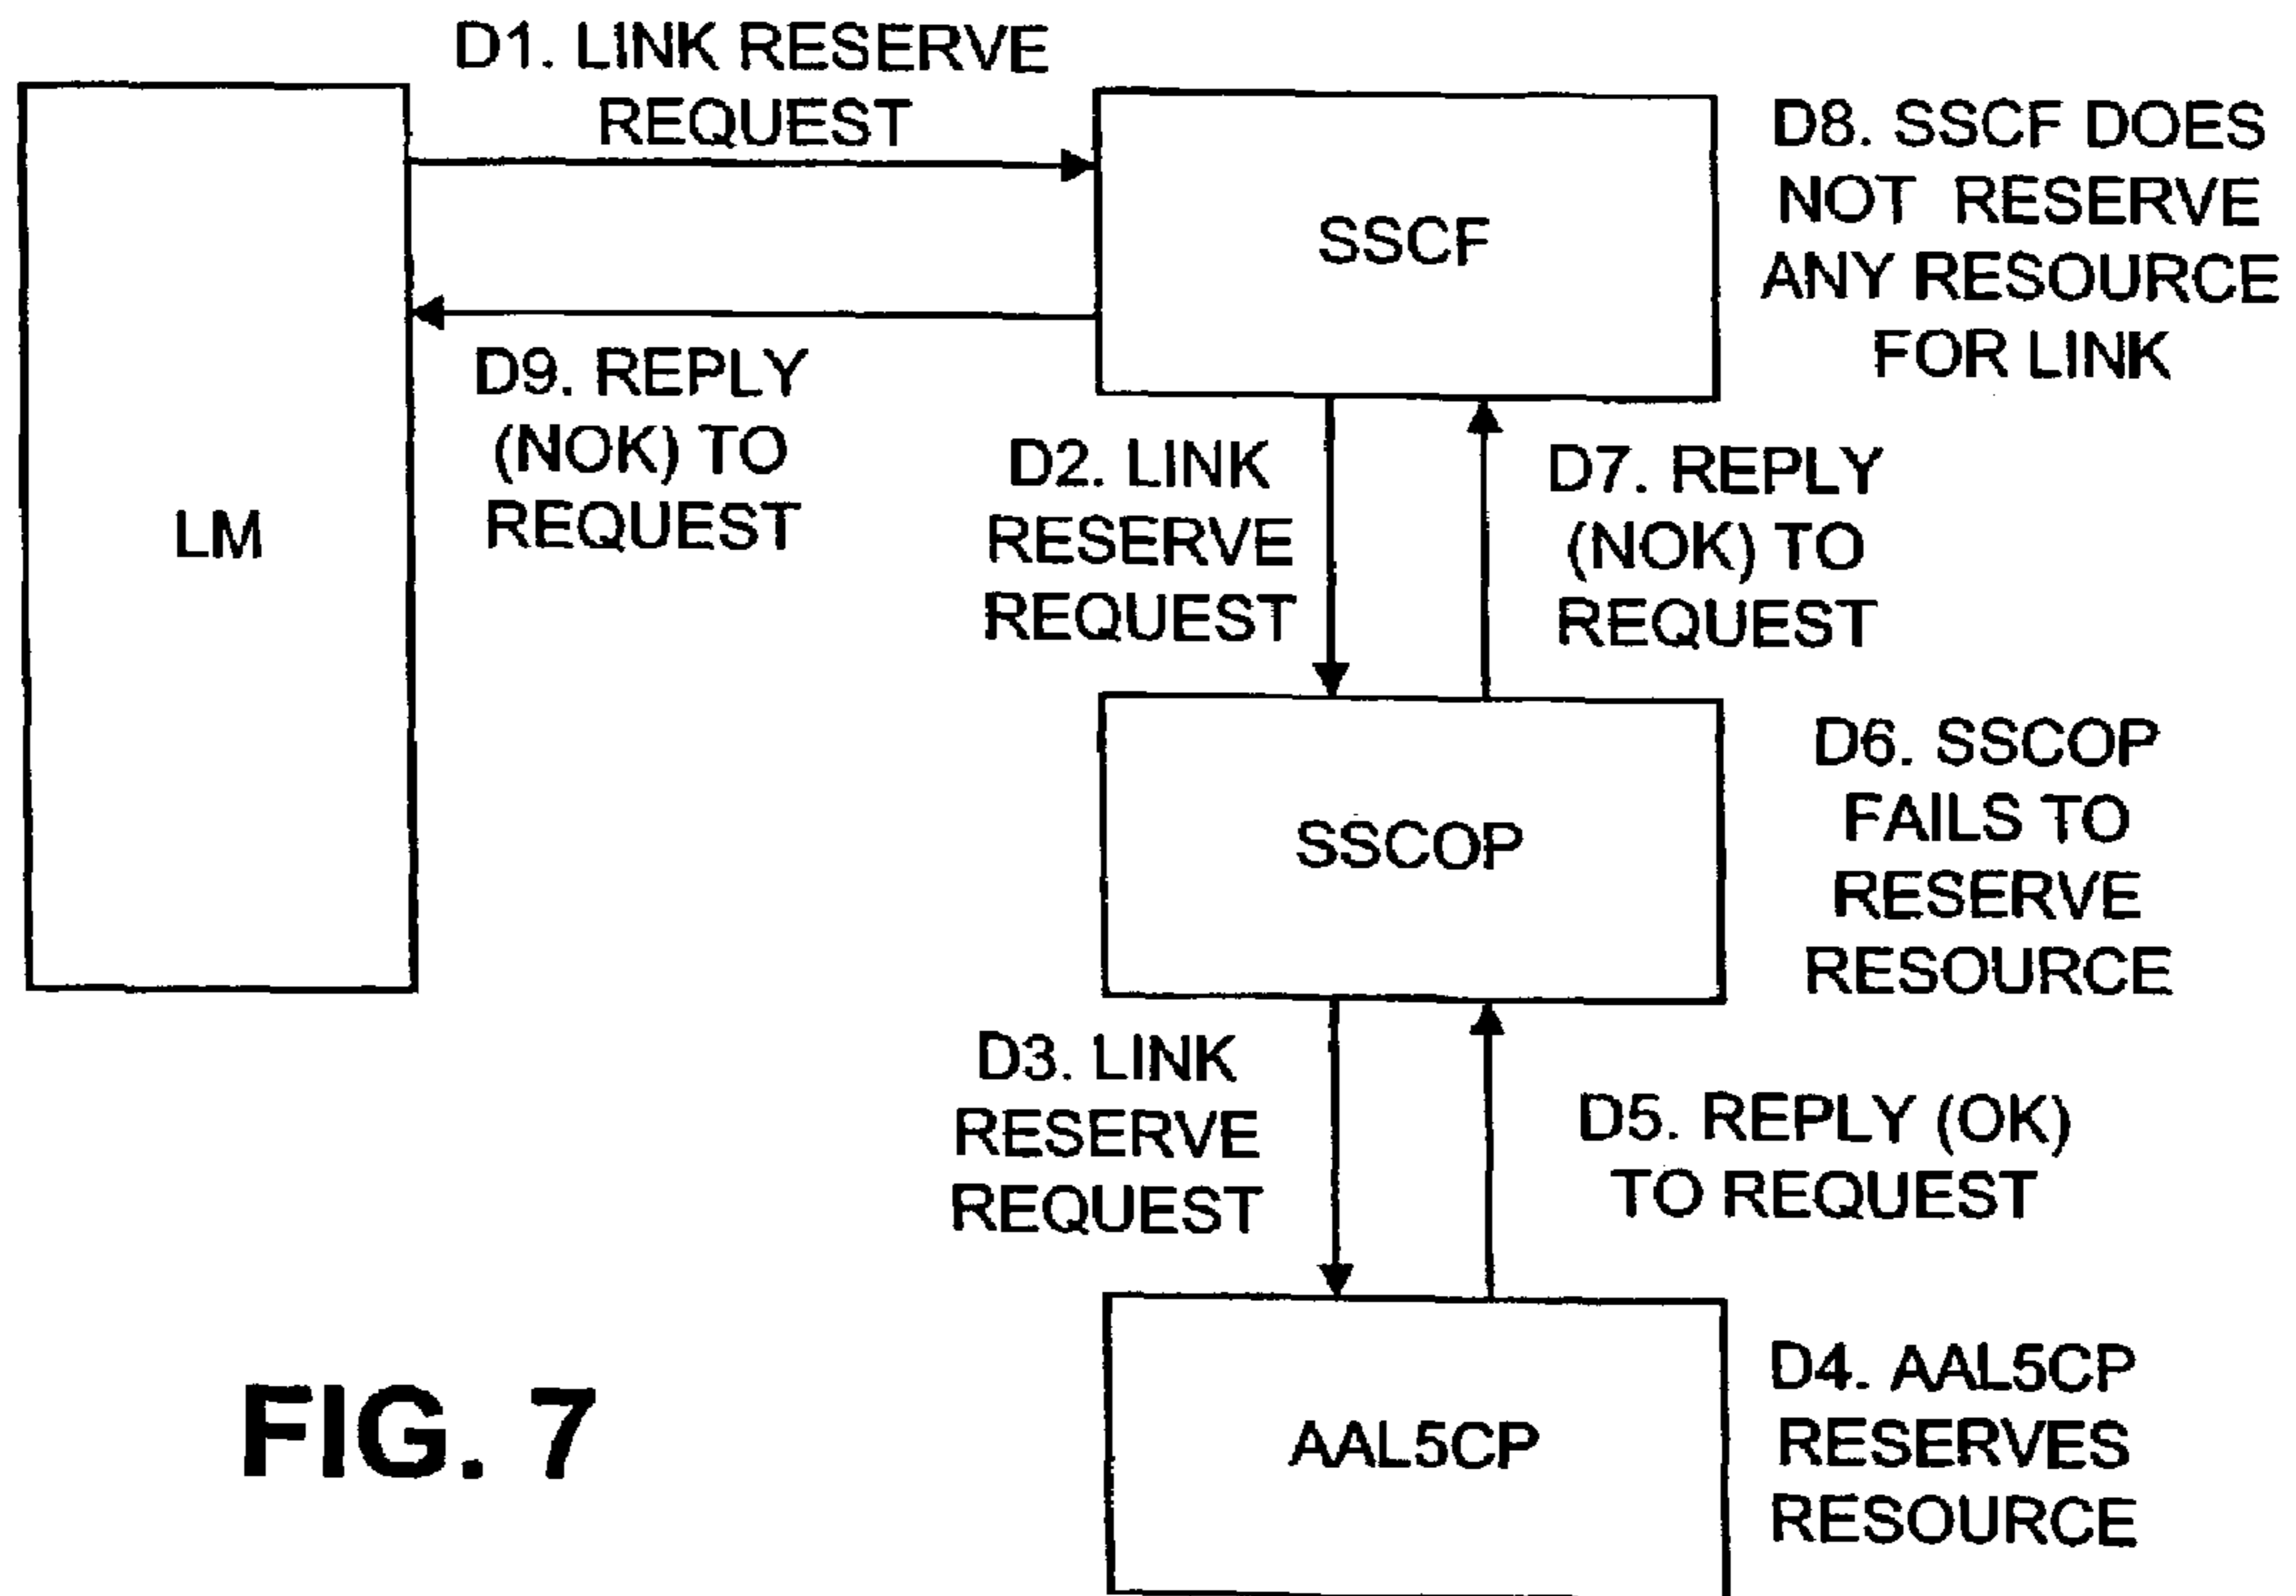 D1. LINK RESERVE
REQUEST
SSCF
D8. SSCF DOES
NOT RESERVE
ANY RESOURCE
FOR LINK
D9. REPLY
(NOK) TO
REQUEST
LM
D2. LINK
RESERVE
REQUEST
D7. REPLY
(NOK) TO
REQUEST
SSCOP
D6. SSCOP
FAILS TO
RESERVE
RESOURCE
D3. LINK
RESERVE
REQUEST
D5. REPLY (OK)
TO REQUEST
AAL5CP
D4. AAL5CP
RESERVES
RESOURCE
FIG. 7